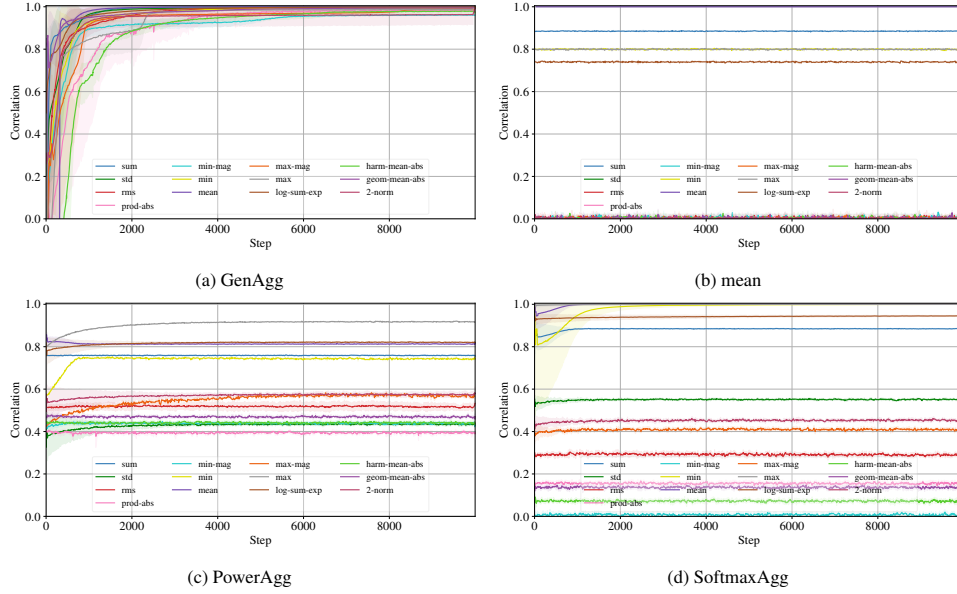 1.0
0.8
0.6
0.4
0.2
0.0
Correlation
sum
std
rms
prod-abs
min-mag
min
mean
max-mag
max
log-sum-exp
harm-mean-abs
geom-mean-abs
2-norm
0
2000
4000
6000
8000
Step
(a) GenAgg
1.0
0.8
0.6
0.4
0.2
0.0
Correlation
sum
std
rms
prod-abs
min-mag
min
mean
max-mag
max
log-sum-exp
harm-mean-abs
geom-mean-abs
2-norm
0
2000
4000
6000
8000
Step
(b) mean
1.0
0.8
0.6
0.4
0.2
0.0
Correlation
sum
std
rms
prod-abs
min-mag
min
mean
max-mag
max
log-sum-exp
harm-mean-abs
geom-mean-abs
2-norm
0
2000
4000
6000
8000
Step
(c) PowerAgg
1.0
0.8
0.6
0.4
0.2
0.0
Correlation
sum
std
rms
prod-abs
min-mag
min
mean
max-mag
max
log-sum-exp
harm-mean-abs
geom-mean-abs
2-norm
0
2000
4000
6000
8000
Step
(d) SoftmaxAgg